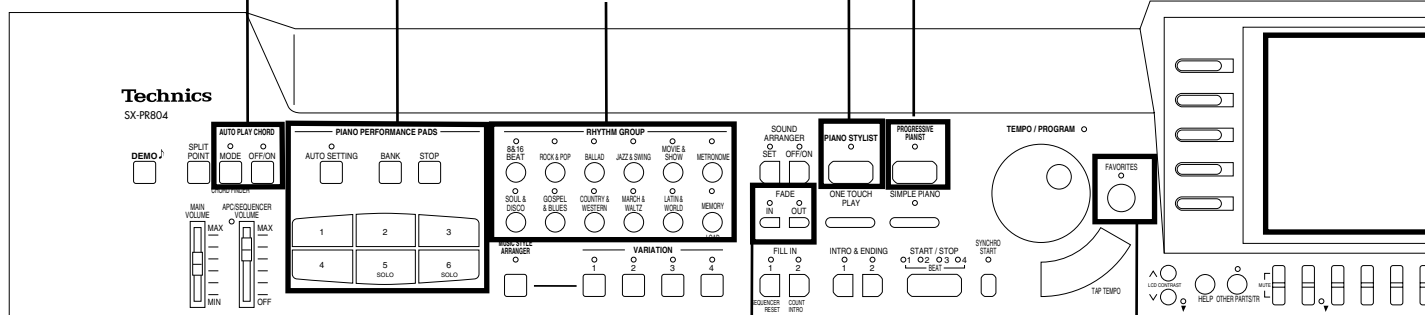 Technics
SX-PR804
DEMO♪
SPLIT POINT
AUTO PLAY CHORD
MODE OFF/ON
PIANO PERFORMANCE PADS
AUTO SETTING BANK STOP
1 2 3
4 5 SOLO 6 SOLO
MAIN VOLUME
MAX
MIN
APC/SEQUENCER VOLUME
MAX
OFF
RHYTHM GROUP
8&16 BEAT ROCK & POP BALLAD JAZZ & SWING MOVIE & SHOW METRONOME
SOUL & DISCO GOSPEL & BLUES COUNTRY & WESTERN MARCH & WALTZ LATIN & WORLD MEMORY
MUSIC STYLE ARRANGER
VARIATION
1 2 3 4
SOUND ARRANGER
SET OFF/ON
FADE
IN OUT
FILL IN
1 2
SEQUENCER RESET
COUNT INTRO
PIANO STYLIST
ONE TOUCH PLAY
PROGRESSIVE PIANIST
SIMPLE PIANO
INTRO & ENDING
1 2
START / STOP
1 2 3 4
BEAT
SYNCHRO START
TEMPO / PROGRAM
TAP TEMPO
FAVORITES
LCD CONTRAST
HELP
OTHER PARTS/TR
MUTE